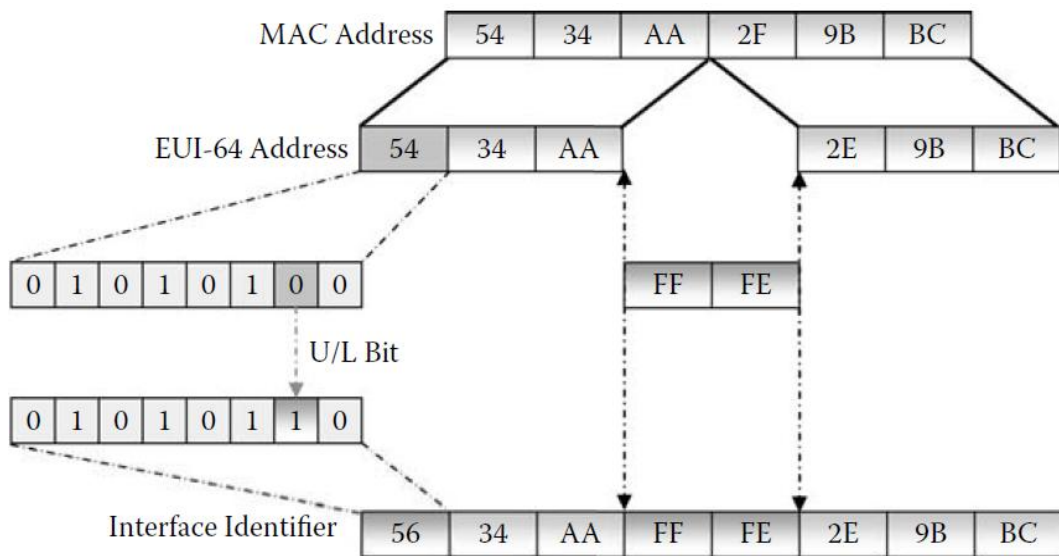 MAC Address 54 34 AA 2F 9B BC
EUI-64 Address 54 34 AA 2E 9B BC
0 1 0 1 0 1 0 0 FF FE
U/L Bit
0 1 0 1 0 1 1 0
Interface Identifier 56 34 AA FF FE 2E 9B BC